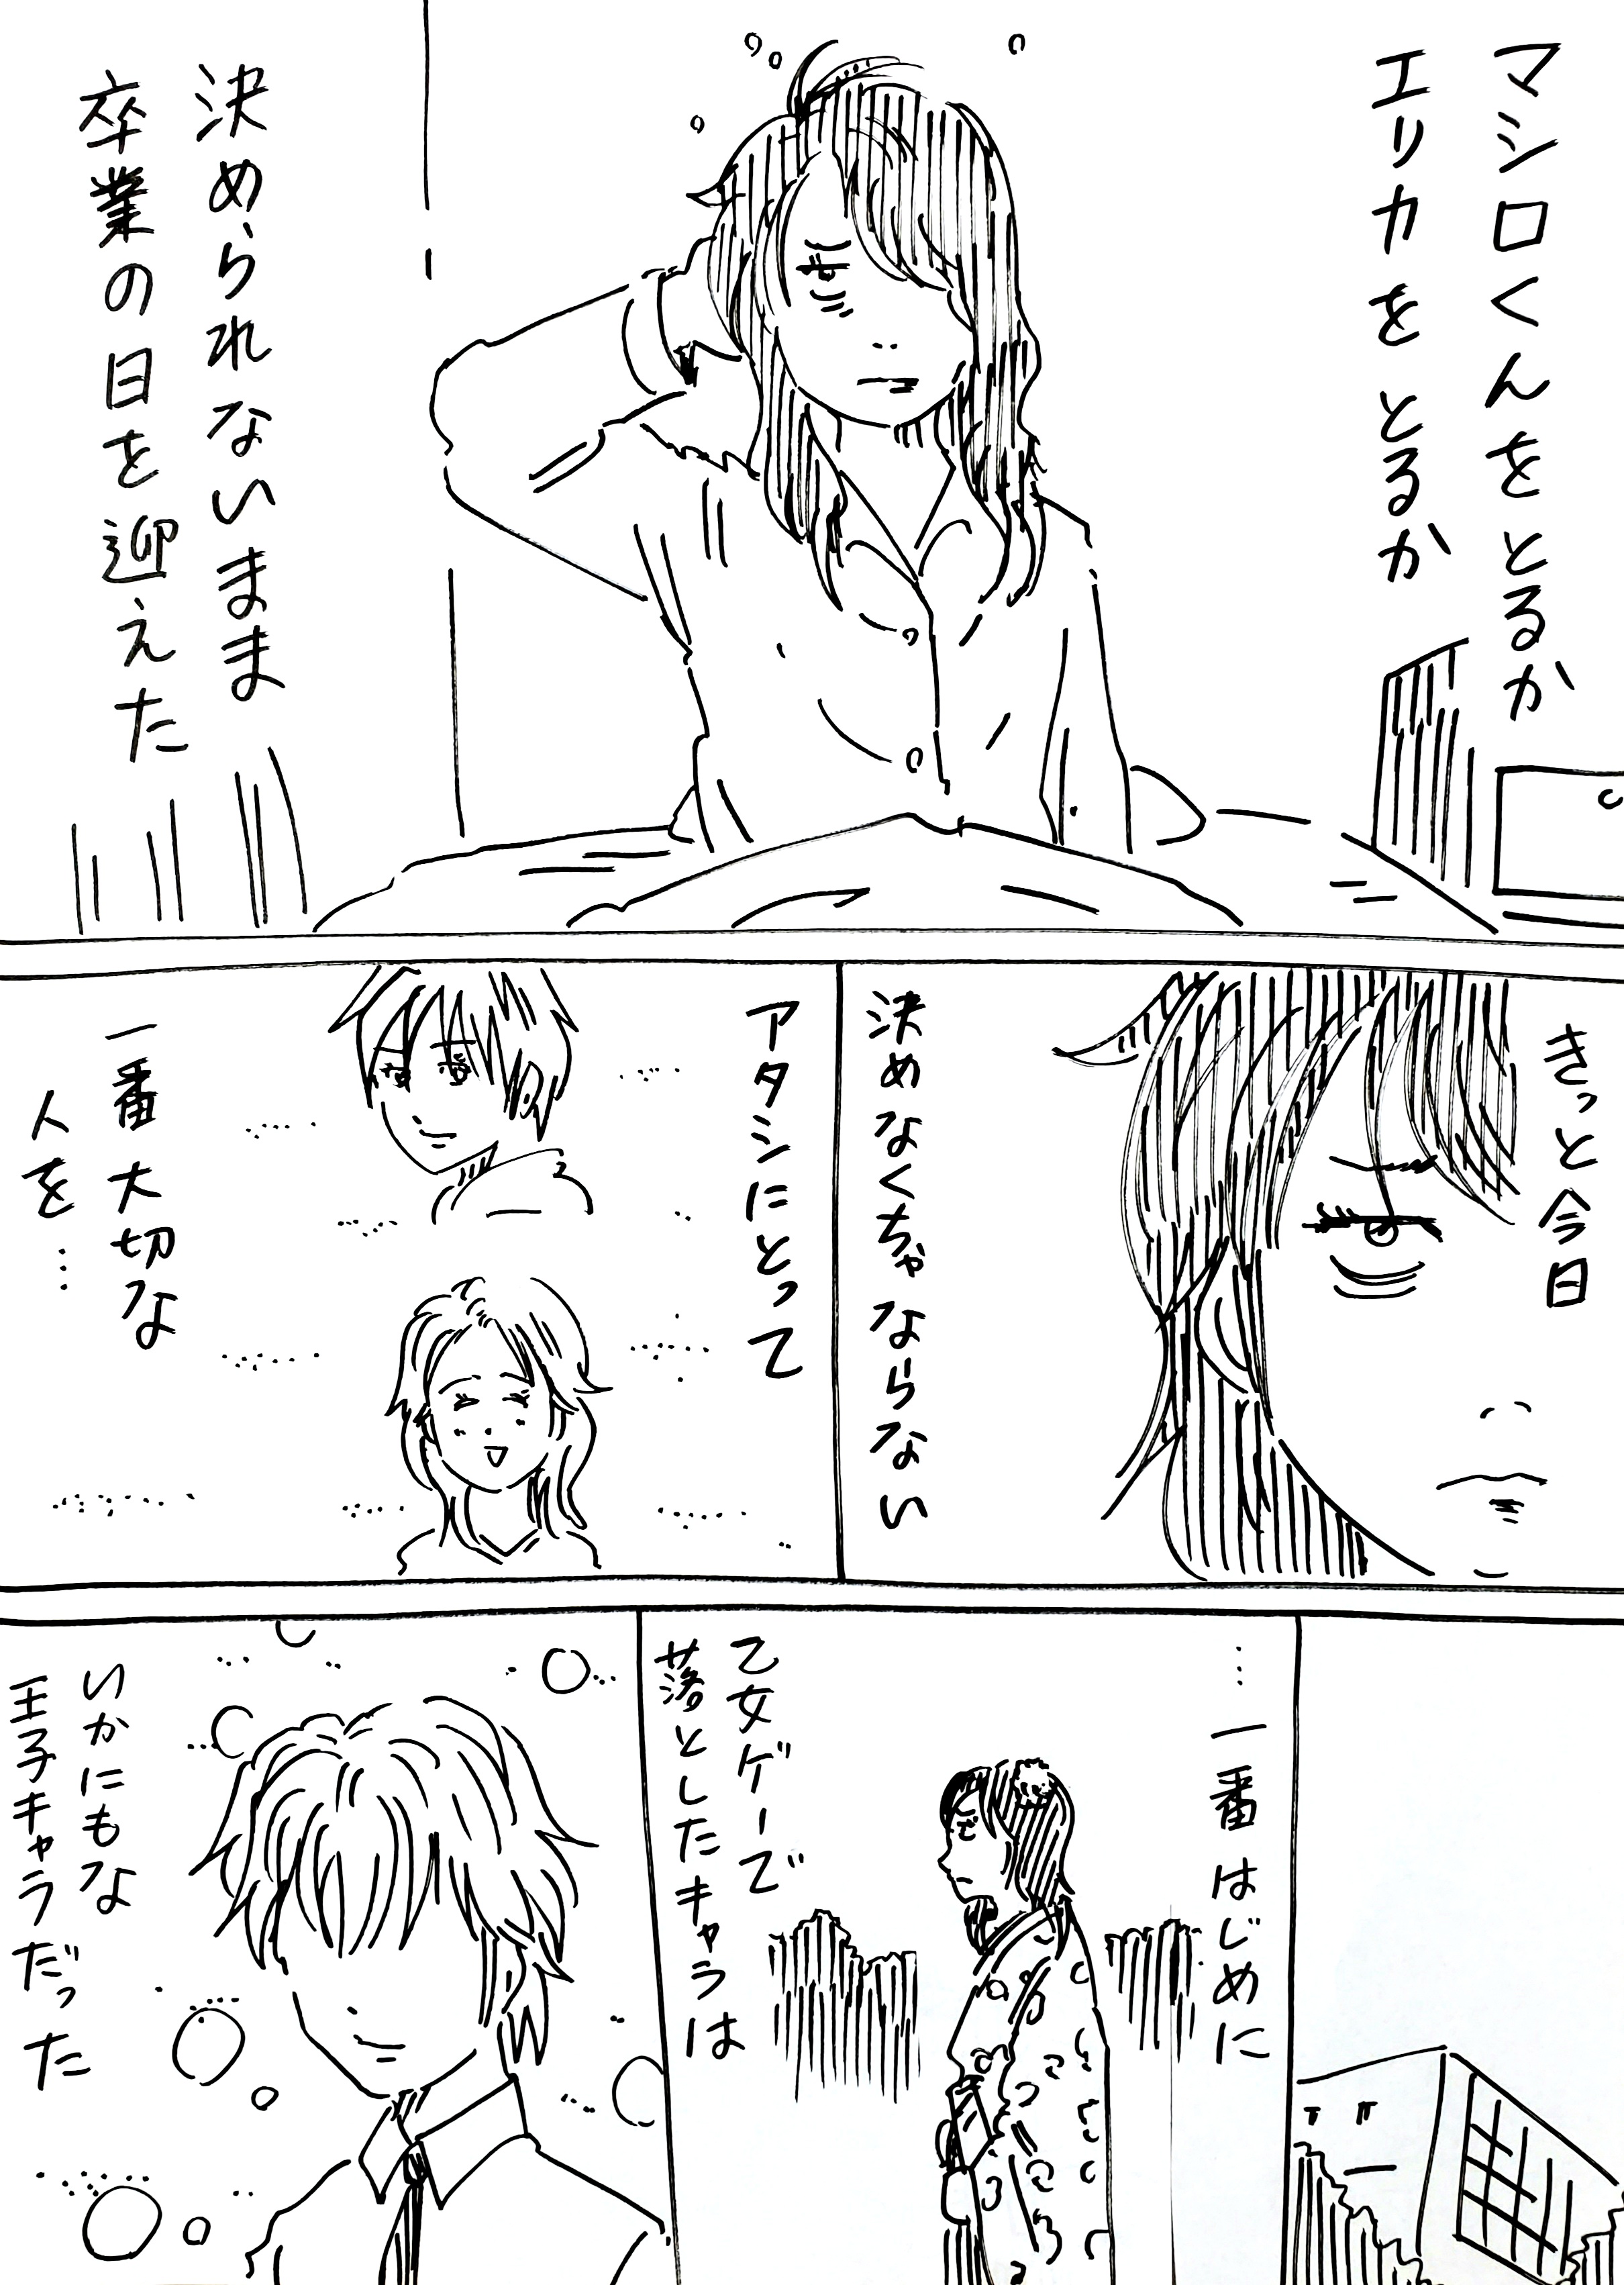 マシロくんをとるか
エリカをとるか
決められないまま
卒業の日を迎えた
きっと今日
決めなくちゃならない
アタシにとって
一番大切な
人を…
…一番はじめに
乙女ゲーで
落としたキャラは
いかにもな
王子キャラだった